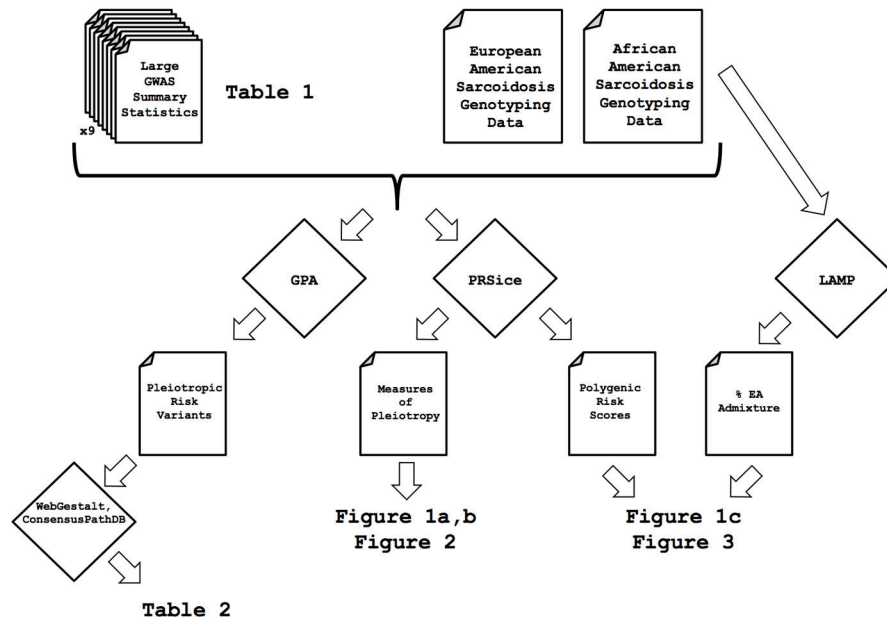 Large
GWAS
Summary
Statistics
x9
Table 1
European
American
Sarcoidosis
Genotyping
Data
African
American
Sarcoidosis
Genotyping
Data
GPA
PRSice
LAMP
Pleiotropic
Risk
Variants
Measures
of
Pleiotropy
Polygenic
Risk
Scores
% EA
Admixture
WebGestalt,
ConsensusPathDB
Figure 1a,b
Figure 2
Figure 1c
Figure 3
Table 2